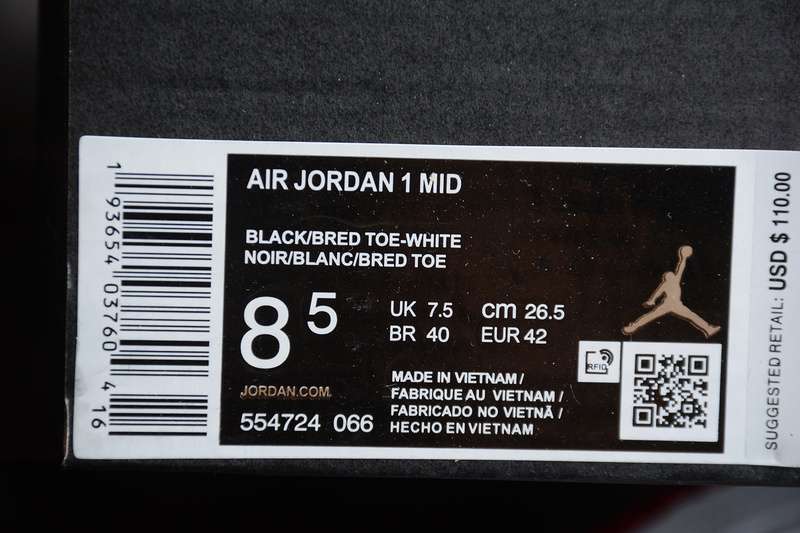 AIR JORDAN 1 MID
BLACK/BRED TOE-WHITE
NOIR/BLANC/BRED TOE
8 5
UK 7.5 cm 26.5
BR 40 EUR 42
RFID
JORDAN.COM
554724 066
MADE IN VIETNAM /
FABRIQUE AU VIETNAM /
FABRICADO NO VIETNÃ /
HECHO EN VIETNAM
1 93654 03760 4 16
SUGGESTED RETAIL: USD $ 110.00